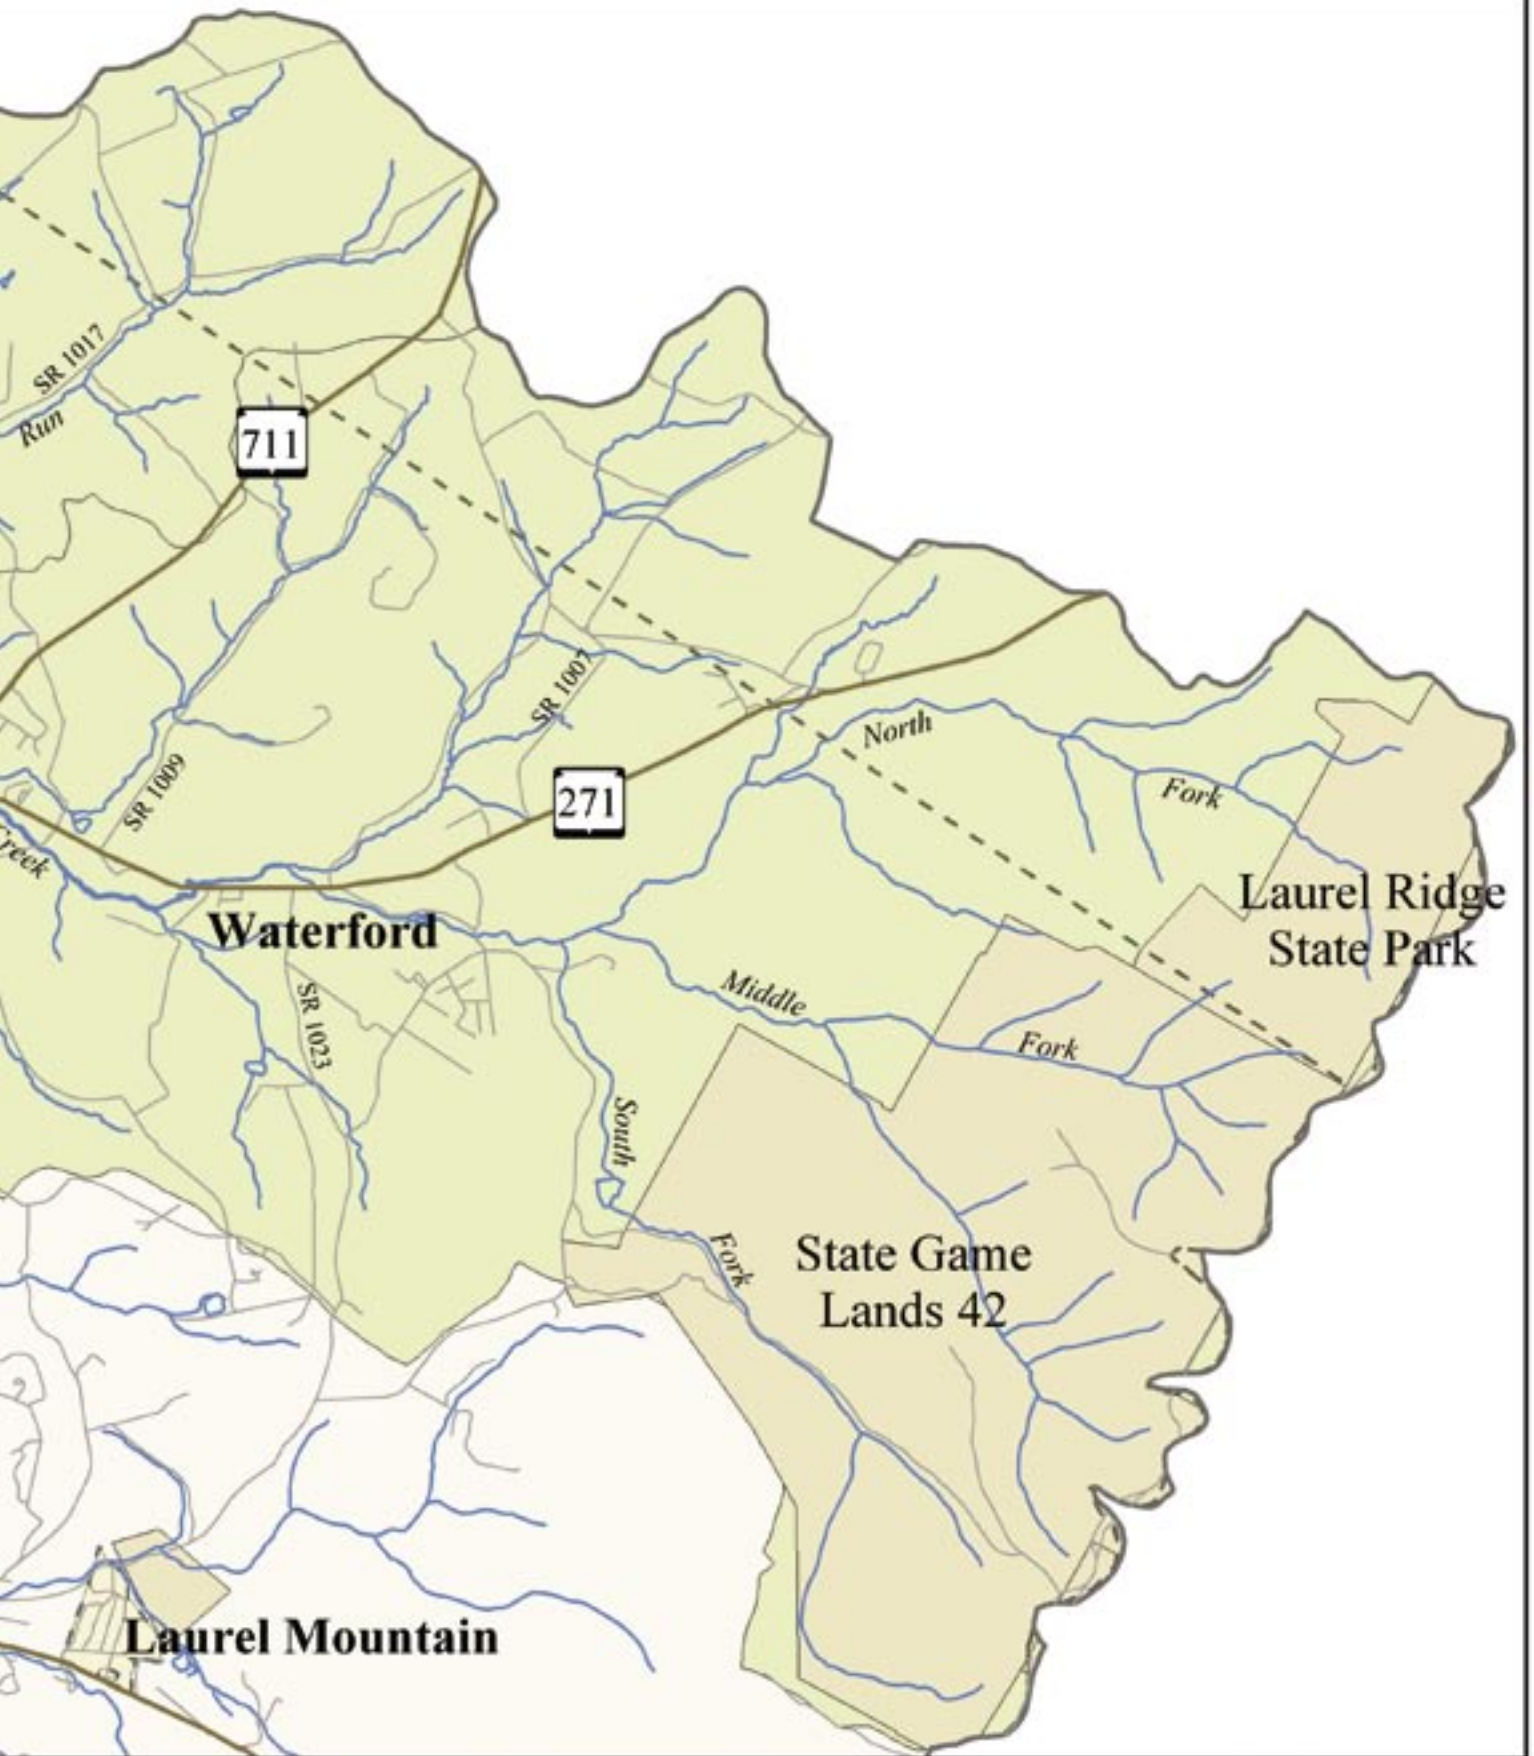 SR 1017
Run
711
SR 1007
North
SR 1009
271
Fork
Creek
Laurel Ridge
State Park
Waterford
Middle
SR 1023
Fork
South
Fork
State Game
Lands 42
Laurel Mountain